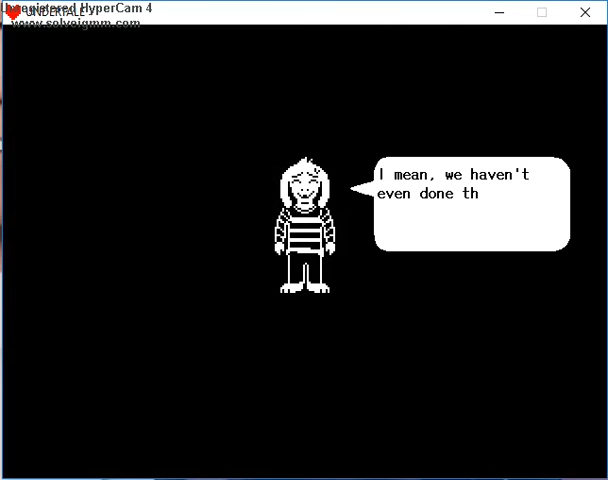 Unregistered HyperCam 4
UNDERTALE
www.solveigmm.com
I mean, we haven't
even done th